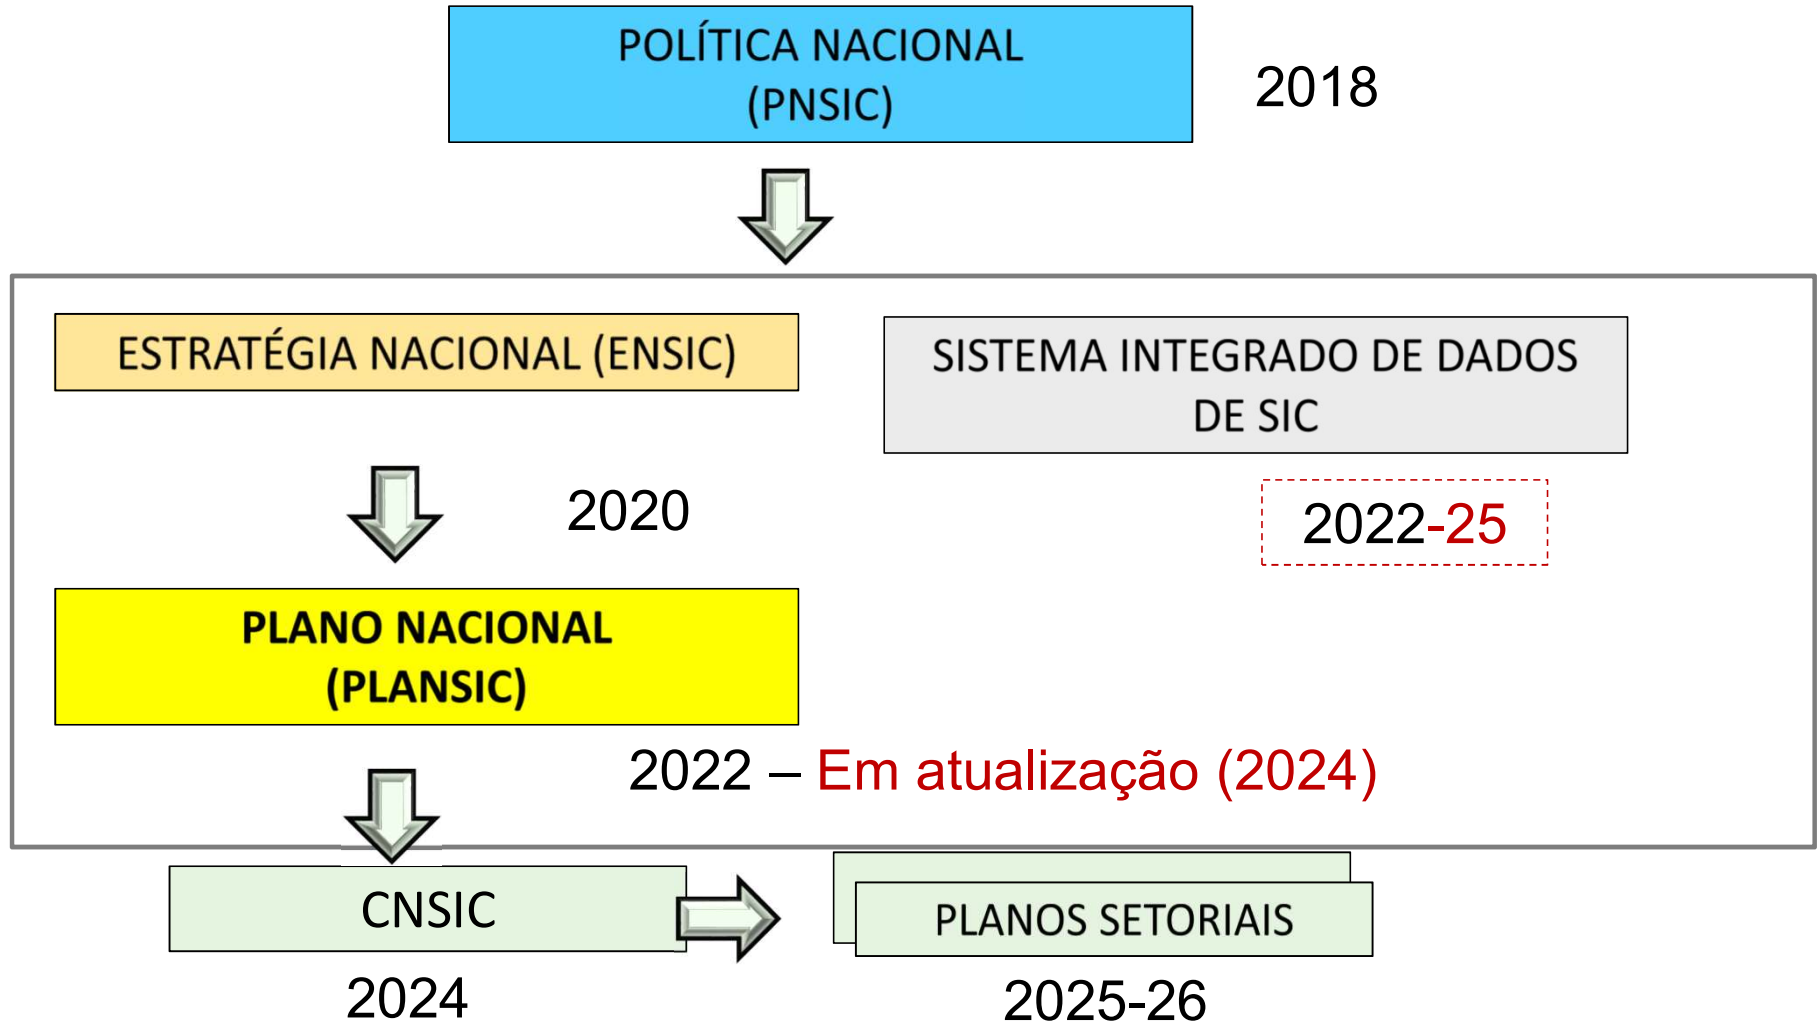 POLÍTICA NACIONAL
(PNSIC)
2018
ESTRATÉGIA NACIONAL (ENSIC)
SISTEMA INTEGRADO DE DADOS
DE SIC
2020
2022-25
PLANO NACIONAL
(PLANSIC)
2022 – Em atualização (2024)
CNSIC
PLANOS SETORIAIS
2024
2025-26